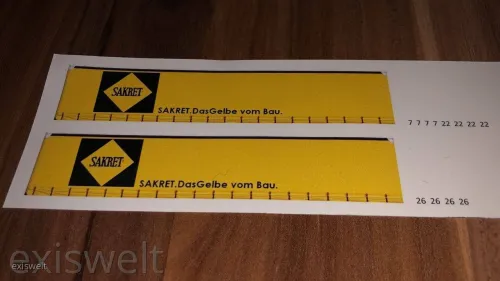 SAKRET
SAKRET.DasGelbe vom Bau.
7 7 7 7 22 22 22 22
SAKRET
SAKRET.DasGelbe vom Bau.
26 26 26 26
exiswelt
exiswelt